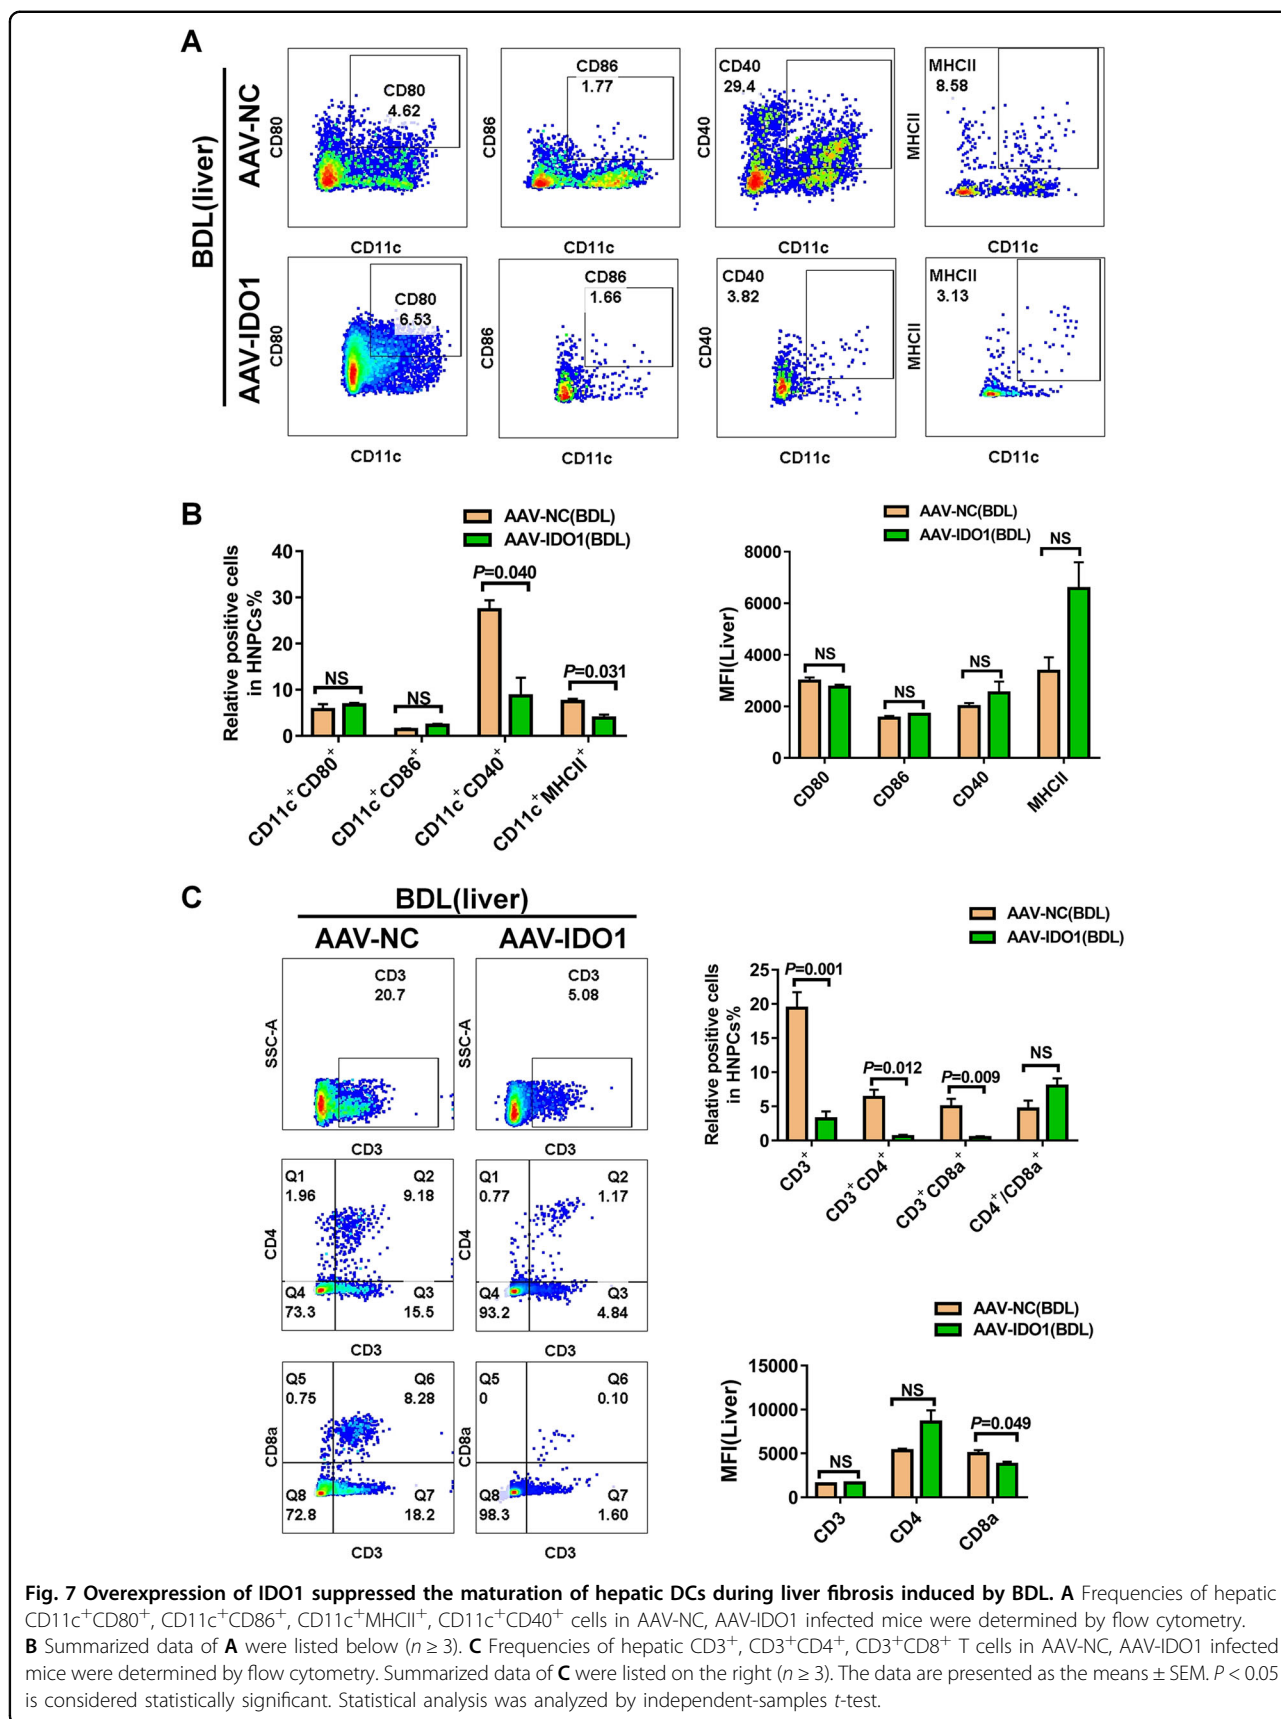 A
BDL(liver)
AAV-NC
CD80
4.62
CD80
CD11c
CD86
1.77
CD86
CD11c
CD40
29.4
CD40
CD11c
MHCII
8.58
MHCII
CD11c
AAV-IDO1
CD80
6.53
CD80
CD11c
CD86
1.66
CD86
CD11c
CD40
3.82
CD40
CD11c
MHCII
3.13
MHCII
CD11c
B
AAV-NC(BDL)
AAV-IDO1(BDL)
Relative positive cells
in HNPCs%
40
30
20
10
0
NS
NS
P=0.040
P=0.031
CD11c⁺CD80⁺
CD11c⁺CD86⁺
CD11c⁺CD40⁺
CD11c⁺MHCII⁺
AAV-NC(BDL)
AAV-IDO1(BDL)
MFI(Liver)
8000
6000
4000
2000
0
NS
NS
NS
NS
CD80
CD86
CD40
MHCII
C
BDL(liver)
AAV-NC
AAV-IDO1
CD3
20.7
SSC-A
CD3
CD3
5.08
SSC-A
CD3
Q1
1.96
Q2
9.18
CD4
Q4
73.3
Q3
15.5
CD3
Q1
0.77
Q2
1.17
CD4
Q4
93.2
Q3
4.84
CD3
Q5
0.75
Q6
8.28
CD8a
Q8
72.8
Q7
18.2
CD3
Q5
0
Q6
0.10
CD8a
Q8
98.3
Q7
1.60
CD3
AAV-NC(BDL)
AAV-IDO1(BDL)
Relative positive cells
in HNPCs%
25
20
15
10
5
0
P=0.001
P=0.012
P=0.009
NS
CD3⁺
CD3⁺CD4⁺
CD3⁺CD8a⁺
CD4⁺/CD8a⁺
AAV-NC(BDL)
AAV-IDO1(BDL)
MFI(Liver)
15000
10000
5000
0
NS
NS
P=0.049
CD3
CD4
CD8a
Fig. 7 Overexpression of IDO1 suppressed the maturation of hepatic DCs during liver fibrosis induced by BDL. A Frequencies of hepatic
CD11c⁺CD80⁺, CD11c⁺CD86⁺, CD11c⁺MHCII⁺, CD11c⁺CD40⁺ cells in AAV-NC, AAV-IDO1 infected mice were determined by flow cytometry.
B Summarized data of A were listed below (n ≥ 3). C Frequencies of hepatic CD3⁺, CD3⁺CD4⁺, CD3⁺CD8⁺ T cells in AAV-NC, AAV-IDO1 infected
mice were determined by flow cytometry. Summarized data of C were listed on the right (n ≥ 3). The data are presented as the means ± SEM. P < 0.05
is considered statistically significant. Statistical analysis was analyzed by independent-samples t-test.